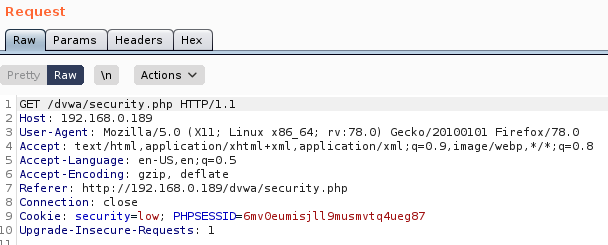 Request
Raw Params Headers Hex
Pretty Raw \n Actions
1 GET /dvwa/security.php HTTP/1.1
2 Host: 192.168.0.189
3 User-Agent: Mozilla/5.0 (X11; Linux x86_64; rv:78.0) Gecko/20100101 Firefox/78.0
4 Accept: text/html,application/xhtml+xml,application/xml;q=0.9,image/webp,*/*;q=0.8
5 Accept-Language: en-US,en;q=0.5
6 Accept-Encoding: gzip, deflate
7 Referer: http://192.168.0.189/dvwa/security.php
8 Connection: close
9 Cookie: security=low; PHPSESSID=6mv0eumisjll9musmvtq4ueg87
10 Upgrade-Insecure-Requests: 1
11